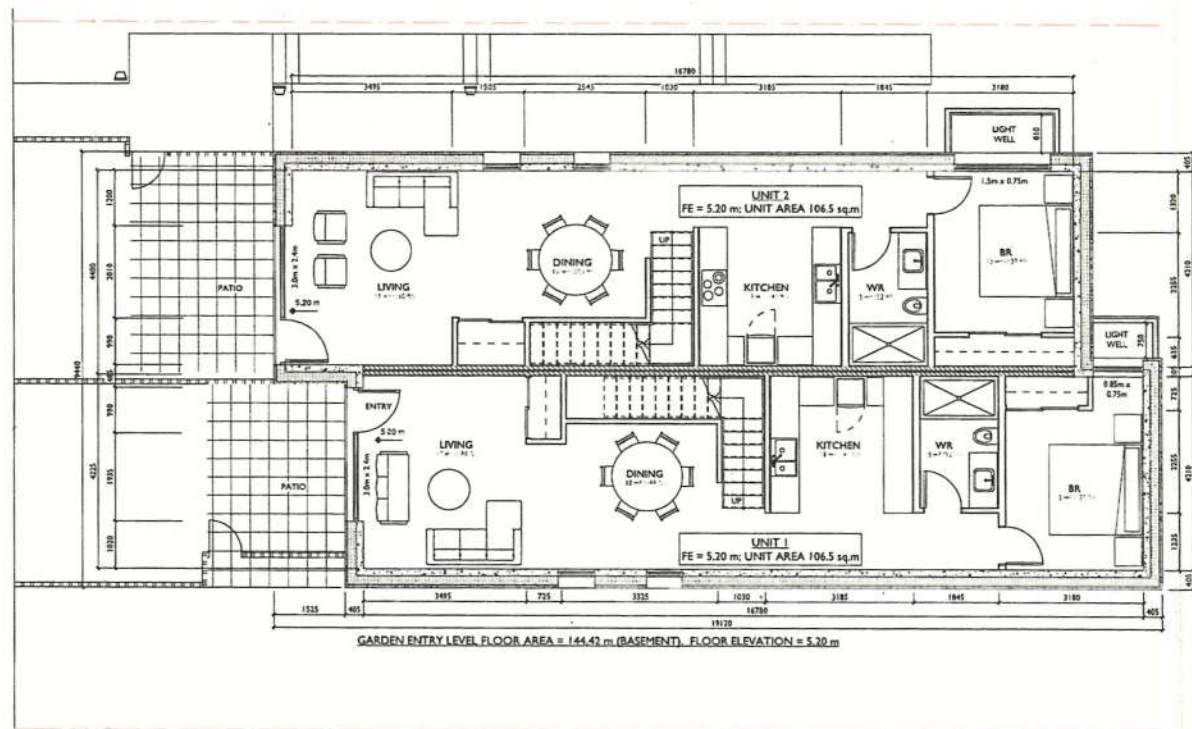 16780
3495 1505 2545 1030 3185 1845 3180
LIGHT
WELL
810
405
1.5m x 0.75m
UNIT 2
FE = 5.20 m; UNIT AREA 106.5 sq.m
1200
1320
UP
4400
2010
3.0m x 2.4m
DINING
4210
BR
PATIO
LIVING
KITCHEN
WR
2255
5.20 m
990
LIGHT
WELL
750
635
9440
405
105
0.85m x
0.75m
725
990
ENTRY
5.20 m
LIVING
KITCHEN
WR
4225
1935
3.0m x 2.4m
DINING
2255
4210
PATIO
BR
UP
1020
UNIT 1
FE = 5.20 m; UNIT AREA 106.5 sq.m
1235
405
1525 405 3495 725 3325 1030 3185 1845 3180 405
16780
19120
GARDEN ENTRY LEVEL FLOOR AREA = 144.42 m (BASEMENT). FLOOR ELEVATION = 5.20 m